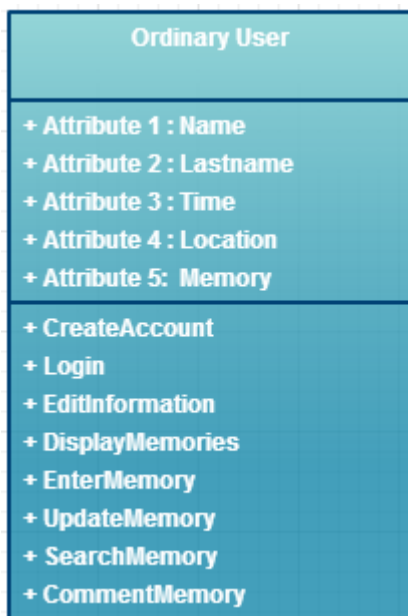 Ordinary User
+ Attribute 1 : Name
+ Attribute 2 : Lastname
+ Attribute 3 : Time
+ Attribute 4 : Location
+ Attribute 5: Memory
+ CreateAccount
+ Login
+ EditInformation
+ DisplayMemories
+ EnterMemory
+ UpdateMemory
+ SearchMemory
+ CommentMemory